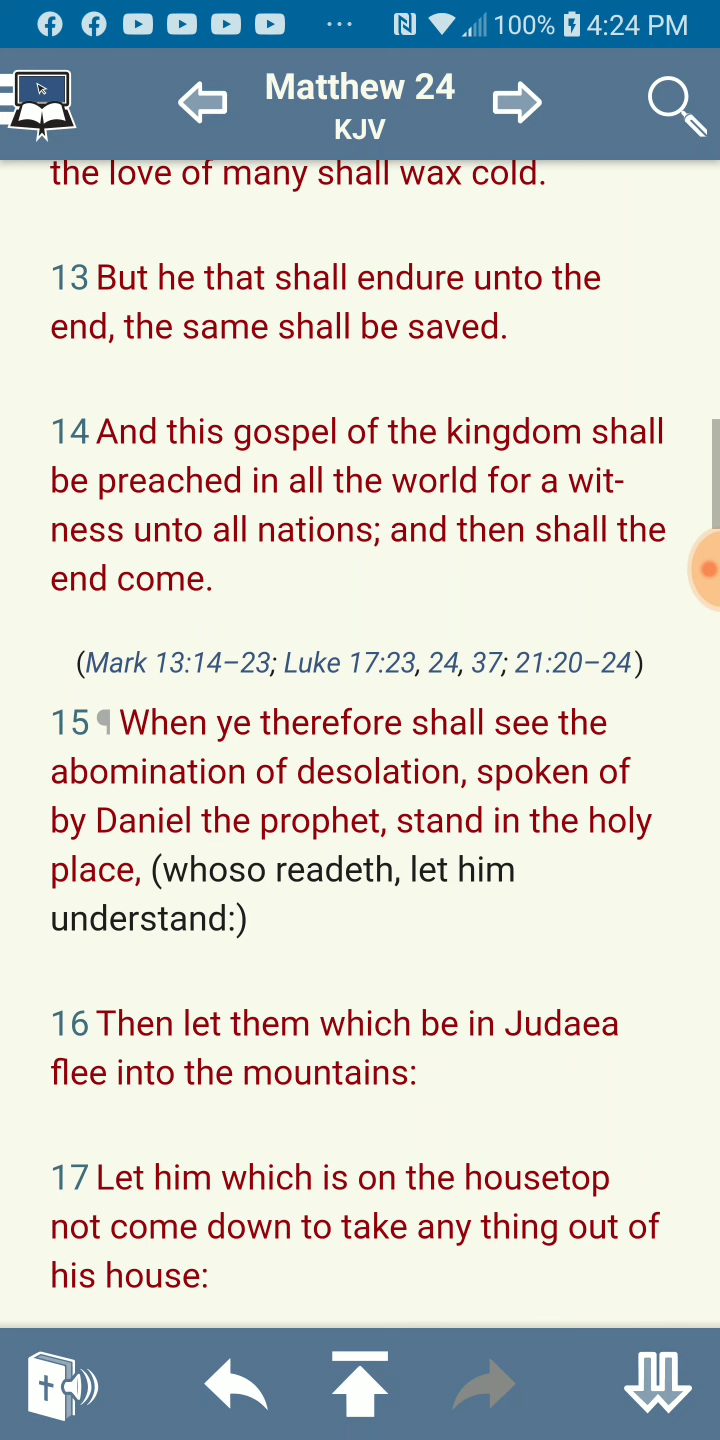 100% 4:24 PM
Matthew 24
KJV
the love of many shall wax cold.
13 But he that shall endure unto the
end, the same shall be saved.
14 And this gospel of the kingdom shall
be preached in all the world for a wit-
ness unto all nations; and then shall the
end come.
(Mark 13:14–23; Luke 17:23, 24, 37; 21:20–24)
15 ¶ When ye therefore shall see the
abomination of desolation, spoken of
by Daniel the prophet, stand in the holy
place, (whoso readeth, let him
understand:)
16 Then let them which be in Judaea
flee into the mountains:
17 Let him which is on the housetop
not come down to take any thing out of
his house: